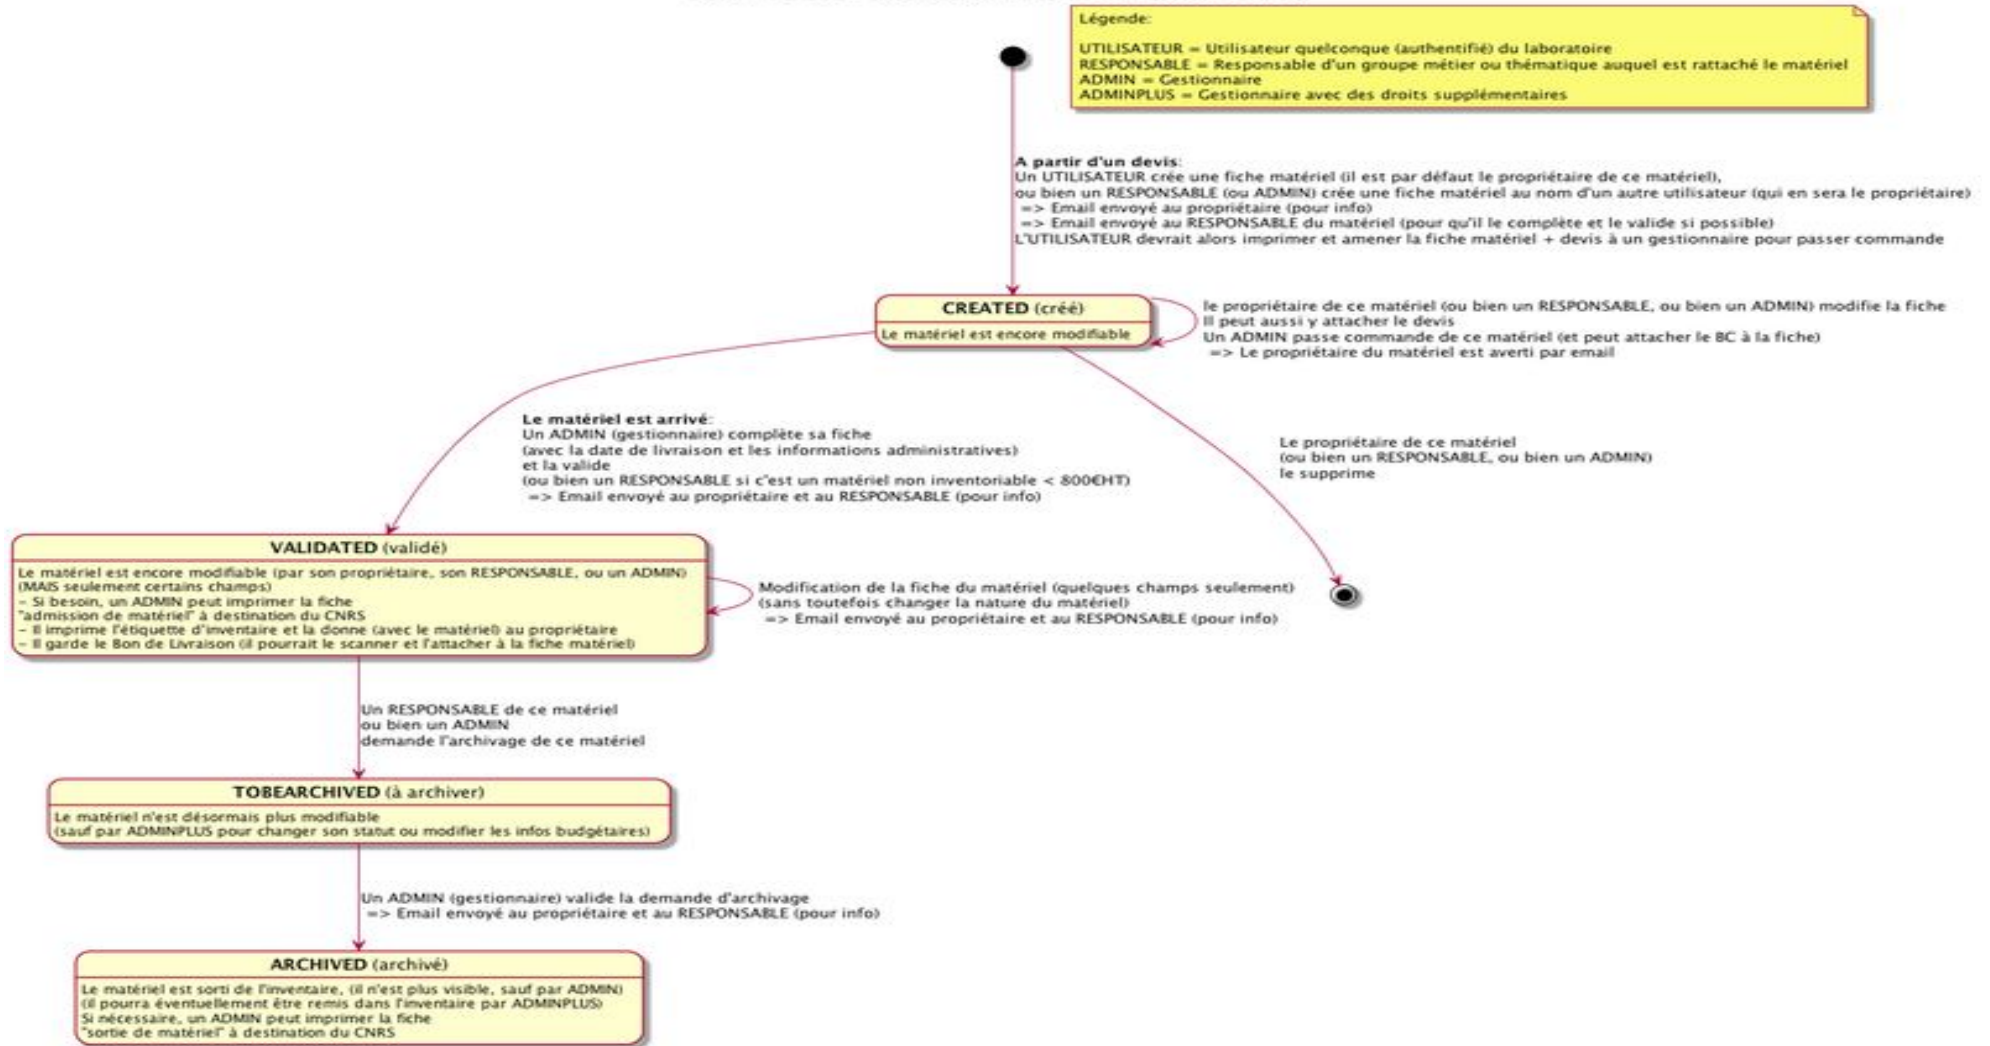 Légende:
UTILISATEUR = Utilisateur quelconque (authentifié) du laboratoire
RESPONSABLE = Responsable d'un groupe métier ou thématique auquel est rattaché le matériel
ADMIN = Gestionnaire
ADMINPLUS = Gestionnaire avec des droits supplémentaires
A partir d'un devis:
Un UTILISATEUR crée une fiche matériel (il est par défaut le propriétaire de ce matériel),
ou bien un RESPONSABLE (ou ADMIN) crée une fiche matériel au nom d'un autre utilisateur (qui en sera le propriétaire)
=> Email envoyé au propriétaire (pour info)
=> Email envoyé au RESPONSABLE du matériel (pour qu'il le complète et le valide si possible)
L'UTILISATEUR devrait alors imprimer et amener la fiche matériel + devis à un gestionnaire pour passer commande
CREATED (créé)
Le matériel est encore modifiable
le propriétaire de ce matériel (ou bien un RESPONSABLE, ou bien un ADMIN) modifie la fiche
Il peut aussi y attacher le devis
Un ADMIN passe commande de ce matériel (et peut attacher le BC à la fiche)
=> Le propriétaire du matériel est averti par email
Le matériel est arrivé:
Un ADMIN (gestionnaire) complète sa fiche
(avec la date de livraison et les informations administratives)
et la valide
(ou bien un RESPONSABLE si c'est un matériel non inventoriable < 800€HT)
=> Email envoyé au propriétaire et au RESPONSABLE (pour info)
Le propriétaire de ce matériel
(ou bien un RESPONSABLE, ou bien un ADMIN)
le supprime
VALIDATED (validé)
Le matériel est encore modifiable (par son propriétaire, son RESPONSABLE, ou un ADMIN)
(MAIS seulement certains champs)
- Si besoin, un ADMIN peut imprimer la fiche
"admission de matériel" à destination du CNRS
- Il imprime l'étiquette d'inventaire et la donne (avec le matériel) au propriétaire
- Il garde le Bon de Livraison (il pourrait le scanner et l'attacher à la fiche matériel)
Modification de la fiche du matériel (quelques champs seulement)
(sans toutefois changer la nature du matériel)
=> Email envoyé au propriétaire et au RESPONSABLE (pour info)
Un RESPONSABLE de ce matériel
ou bien un ADMIN
demande l'archivage de ce matériel
TOBEARCHIVED (à archiver)
Le matériel n'est désormais plus modifiable
(sauf par ADMINPLUS pour changer son statut ou modifier les infos budgétaires)
Un ADMIN (gestionnaire) valide la demande d'archivage
=> Email envoyé au propriétaire et au RESPONSABLE (pour info)
ARCHIVED (archivé)
Le matériel est sorti de l'inventaire, (il n'est plus visible, sauf par ADMIN)
(il pourra éventuellement être remis dans l'inventaire par ADMINPLUS)
Si nécessaire, un ADMIN peut imprimer la fiche
"sortie de matériel" à destination du CNRS